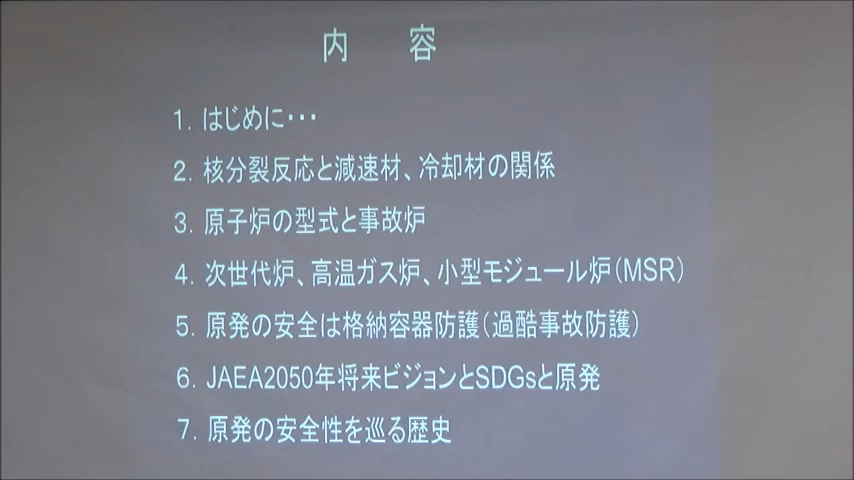 内　容
1. はじめに・・・
2. 核分裂反応と減速材、冷却材の関係
3. 原子炉の型式と事故炉
4. 次世代炉、高温ガス炉、小型モジュール炉(MSR)
5. 原発の安全は格納容器防護(過酷事故防護)
6. JAEA2050年将来ビジョンとSDGsと原発
7. 原発の安全性を巡る歴史